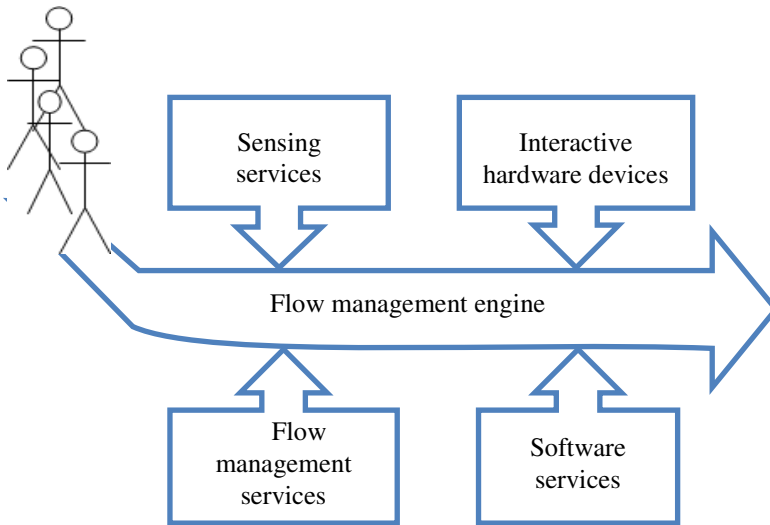 Sensing
services
Interactive
hardware devices
Flow management engine
Flow
management
services
Software
services